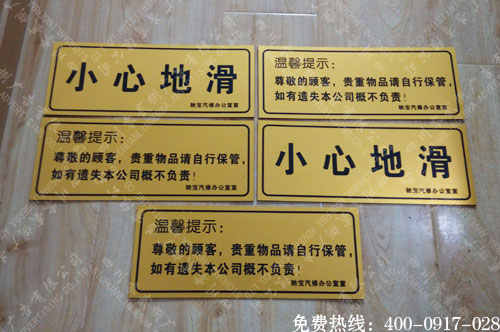 小心地滑
驰宝汽修办公室宣
温馨提示:
尊敬的顾客，贵重物品请自行保管，
如有遗失本公司概不负责!
驰宝汽修办公室宣
温馨提示:
尊敬的顾客，贵重物品请自行保管，
如有遗失本公司概不负责!
驰宝汽修办公室宣
小心地滑
驰宝汽修办公室宣
温馨提示:
尊敬的顾客，贵重物品请自行保管，
如有遗失本公司概不负责!
驰宝汽修办公室宣
免费热线: 400-0917-028